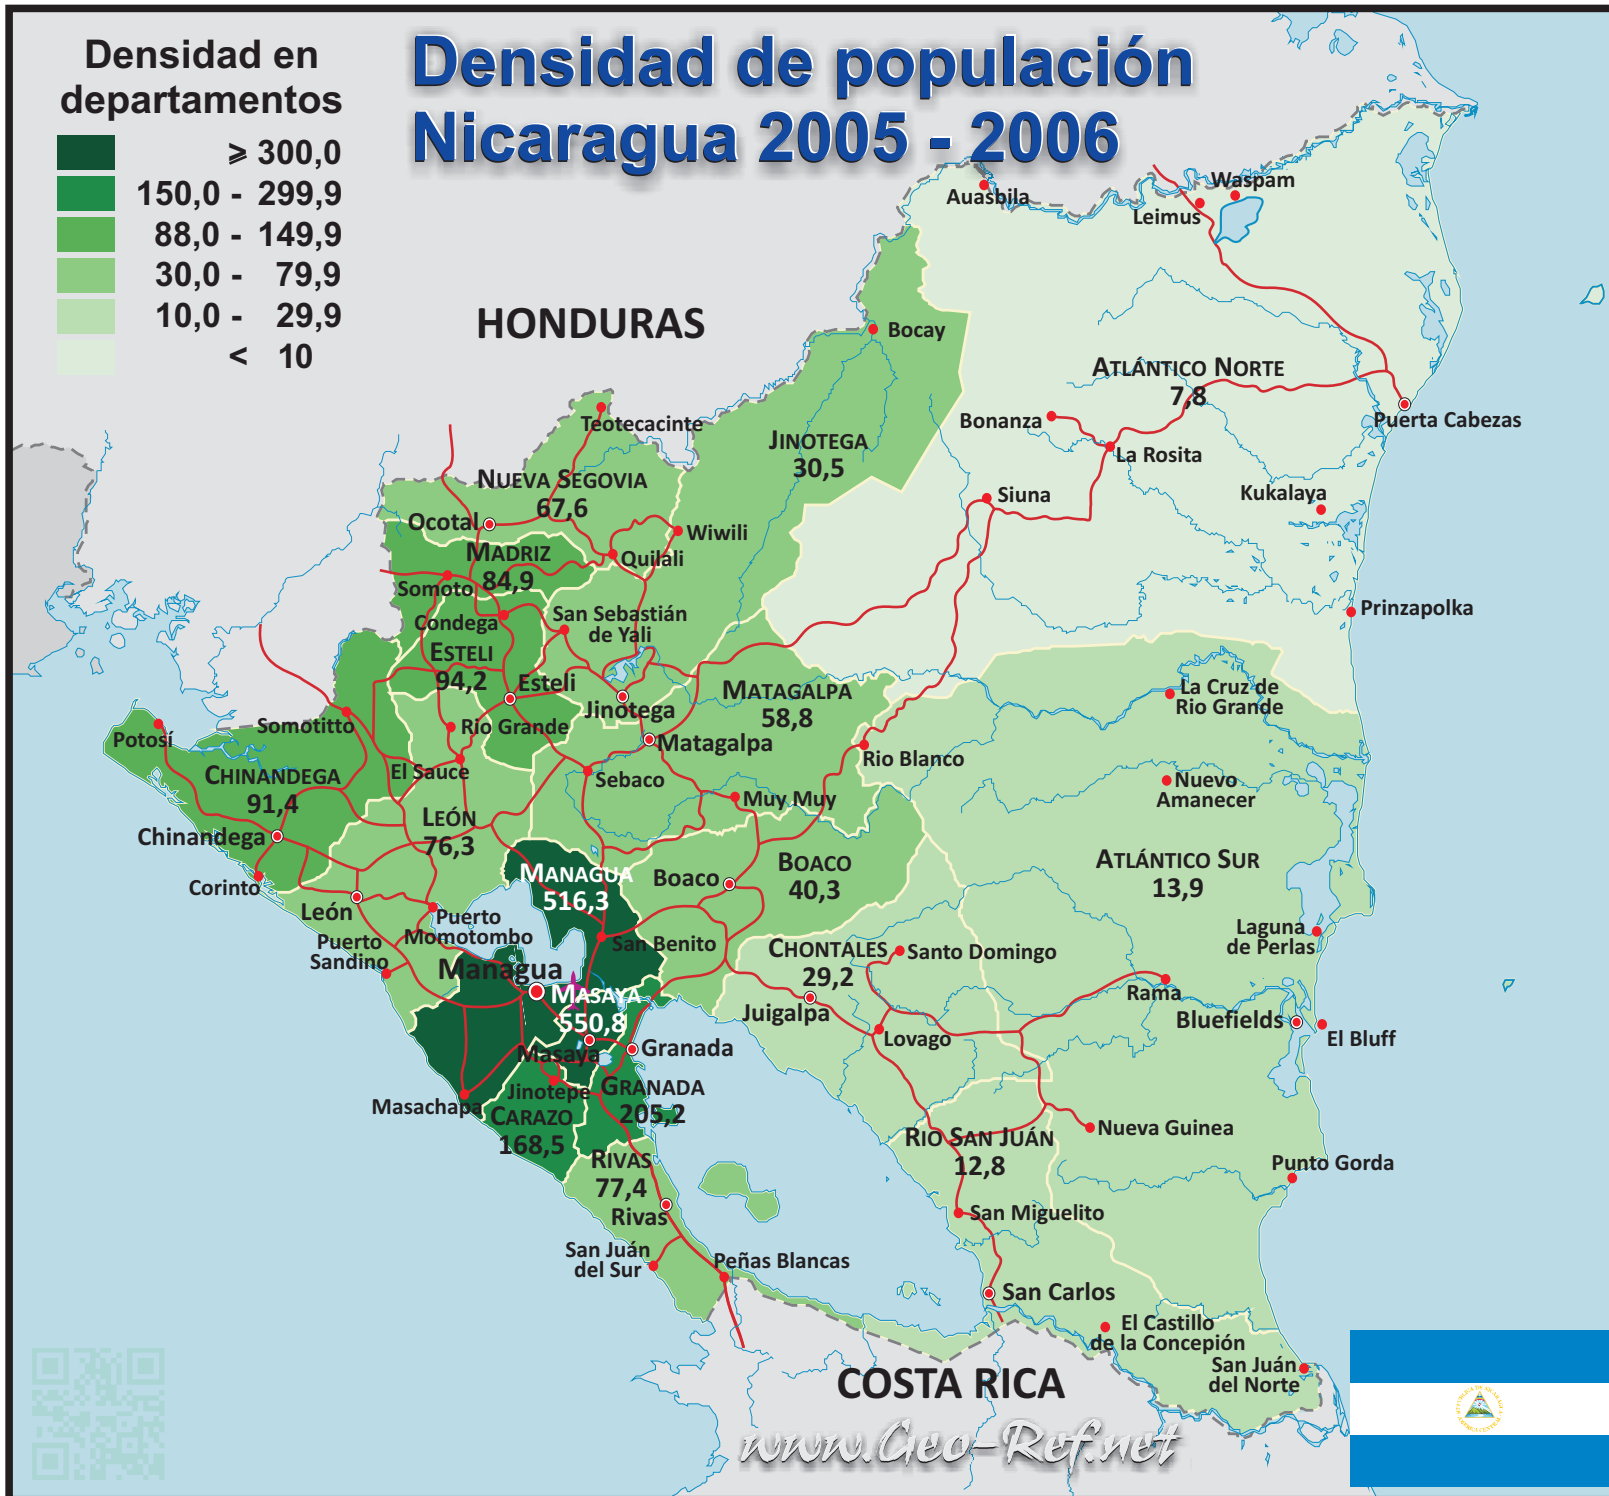 Densidad en
departamentos
⩾ 300,0
150,0 - 299,9
88,0 - 149,9
30,0 - 79,9
10,0 - 29,9
< 10
Densidad de populación
Nicaragua 2005 - 2006
HONDURAS
Auasbila
Waspam
Leimus
Bocay
ATLÁNTICO NORTE
7,8
Puerta Cabezas
Bonanza
La Rosita
Siuna
Kukalaya
Prinzapolka
Teotecacinte
JINOTEGA
30,5
NUEVA SEGOVIA
67,6
Ocotal
Wiwili
Quilali
MADRIZ
84,9
Somoto
Condega
San Sebastián
de Yali
ESTELI
94,2
Esteli
Jinotega
MATAGALPA
58,8
La Cruz de
Rio Grande
Potosí
Somotitto
Rio Grande
Matagalpa
Rio Blanco
CHINANDEGA
91,4
El Sauce
Sebaco
Muy Muy
Nuevo
Amanecer
Chinandega
LEÓN
76,3
Corinto
MANAGUA
516,3
Boaco
BOACO
40,3
ATLÁNTICO SUR
13,9
León
Puerto
Momotombo
Puerto
Sandino
San Benito
CHONTALES
29,2
Santo Domingo
Laguna
de Perlas
Managua
MASAYA
550,8
Juigalpa
Rama
Bluefields
El Bluff
Lovago
Masaya
Granada
Masachapa
Jinotepe
GRANADA
205,2
CARAZO
168,5
RIO SAN JUÁN
12,8
Nueva Guinea
Punto Gorda
RIVAS
77,4
Rivas
San Miguelito
San Juán
del Sur
Peñas Blancas
San Carlos
El Castillo
de la Concepión
San Juán
del Norte
COSTA RICA
www.Geo-Ref.net